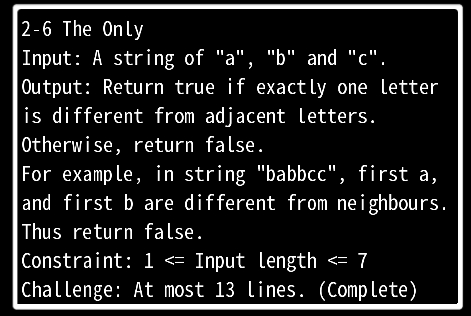 2-6 The Only
Input: A string of "a", "b" and "c".
Output: Return true if exactly one letter
is different from adjacent letters.
Otherwise, return false.
For example, in string "babbcc", first a,
and first b are different from neighbours.
Thus return false.
Constraint: 1 <= Input length <= 7
Challenge: At most 13 lines. (Complete)